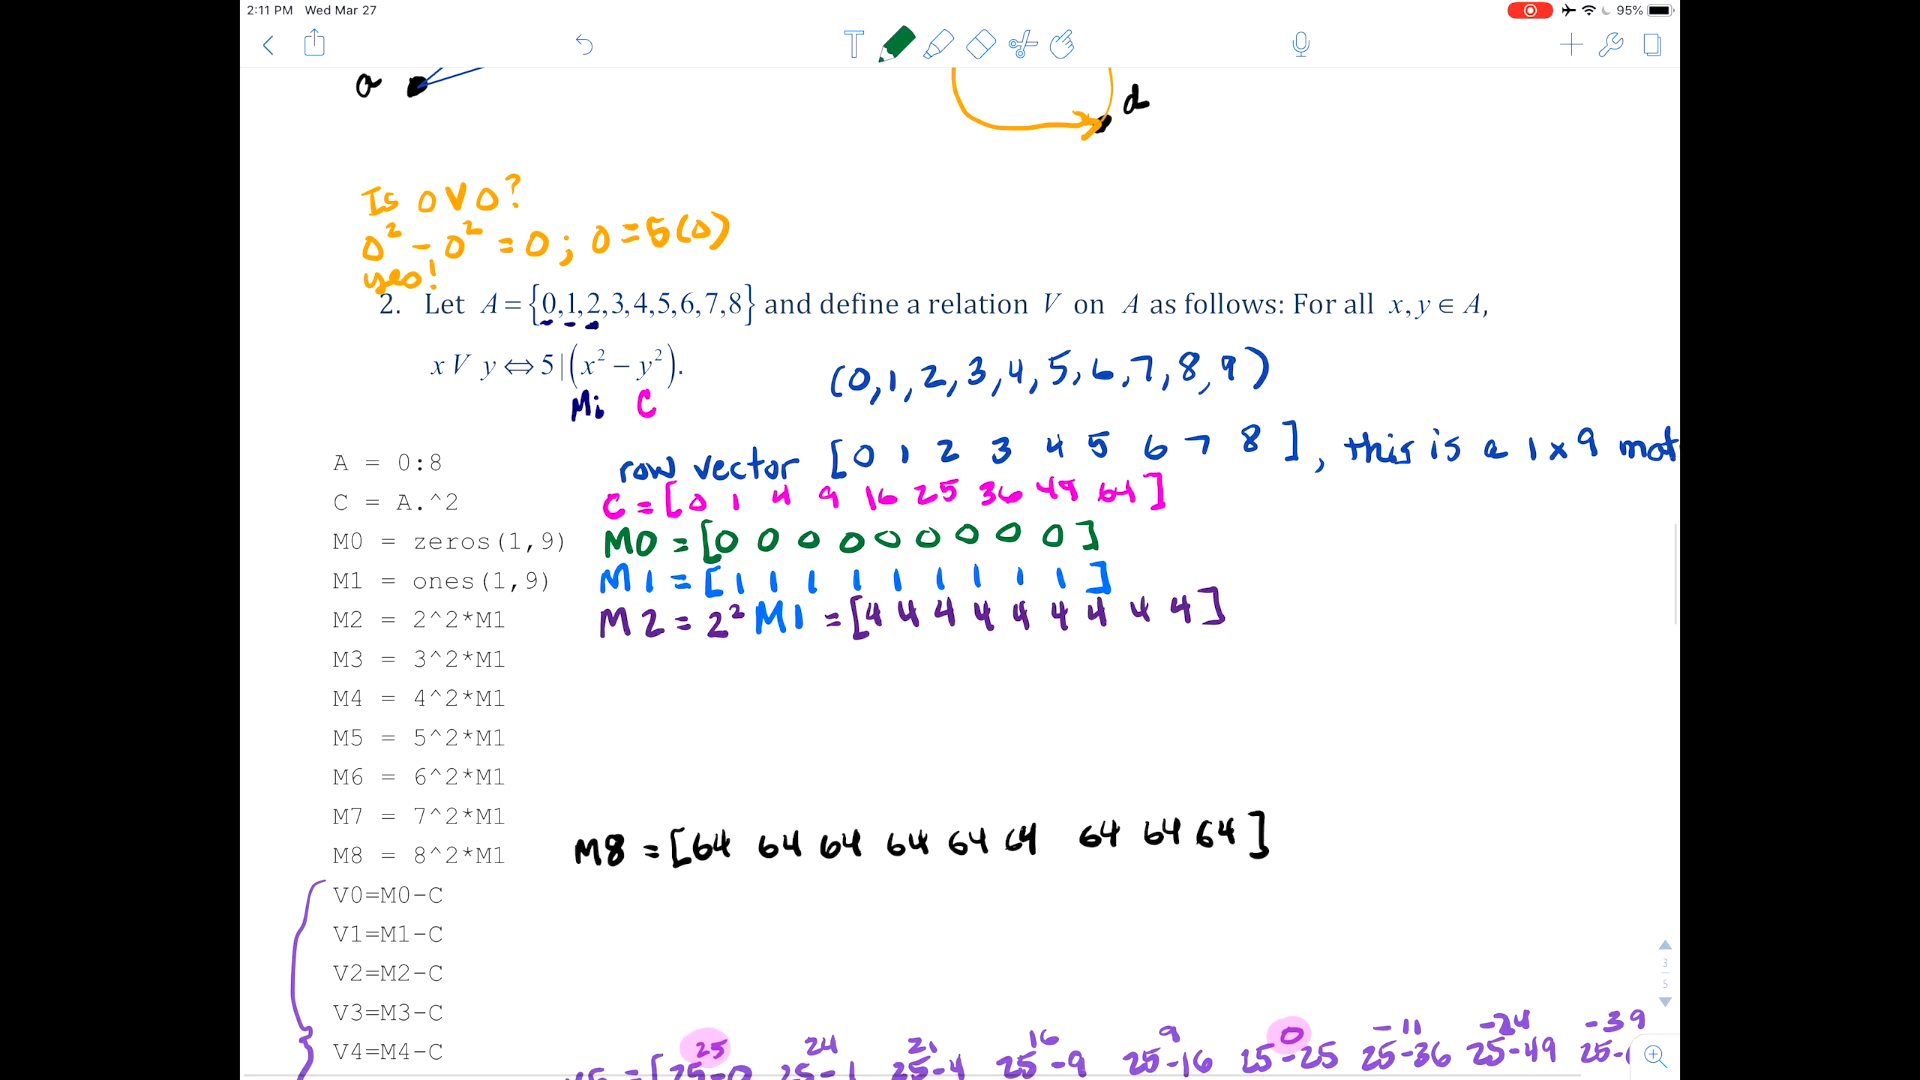 2:11 PM Wed Mar 27
95%
T
a
d
Is 0 V 0?
0² - 0² = 0 ; 0 = 5(0)
yes!
2. Let A = {0,1,2,3,4,5,6,7,8} and define a relation V on A as follows: For all x, y ∈ A,
x V y ⇔ 5 | (x² − y²).
(0,1,2,3,4,5,6,7,8,9)
Mi C
A = 0:8
row vector [0 1 2 3 4 5 6 7 8], this is a 1x9 mat
C = A.^2
C = [0 1 4 9 16 25 36 49 64]
M0 = zeros(1,9)
M0 = [0 0 0 0 0 0 0 0 0]
M1 = ones(1,9)
M1 = [1 1 1 1 1 1 1 1 1]
M2 = 2^2*M1
M2 = 2² M1 = [4 4 4 4 4 4 4 4 4]
M3 = 3^2*M1
M4 = 4^2*M1
M5 = 5^2*M1
M6 = 6^2*M1
M7 = 7^2*M1
M8 = 8^2*M1
M8 = [64 64 64 64 64 64 64 64 64]
V0=M0-C
V1=M1-C
V2=M2-C
3
5
V3=M3-C
V4=M4-C
25 24 21 16 9 0 -11 -24 -39
= [25-0 25-1 25-4 25-9 25-16 25-25 25-36 25-49 25-